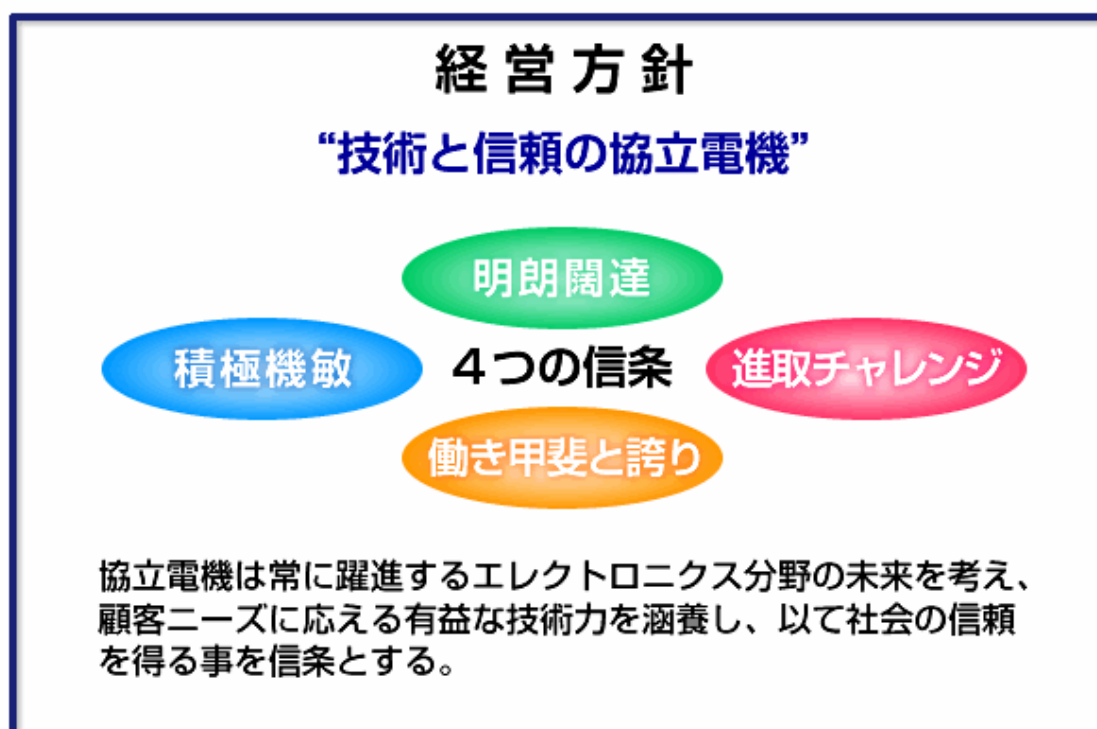 経営方針
“技術と信頼の協立電機”
明朗闊達
積極機敏
4つの信条
進取チャレンジ
働き甲斐と誇り
協立電機は常に躍進するエレクトロニクス分野の未来を考え、
顧客ニーズに応える有益な技術力を涵養し、以て社会の信頼
を得る事を信条とする。